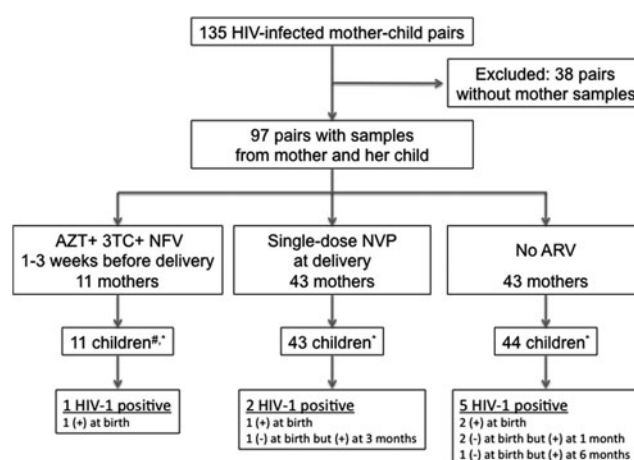 135 HIV-infected mother-child pairs
Excluded: 38 pairs
without mother samples
97 pairs with samples
from mother and her child
AZT+ 3TC+ NFV
1-3 weeks before delivery
11 mothers
Single-dose NVP
at delivery
43 mothers
No ARV
43 mothers
11 children#,*
43 children*
44 children*
1 HIV-1 positive
1 (+) at birth
2 HIV-1 positive
1 (+) at birth
1 (-) at birth but (+) at 3 months
5 HIV-1 positive
2 (+) at birth
2 (-) at birth but (+) at 1 month
1 (-) at birth but (+) at 6 months